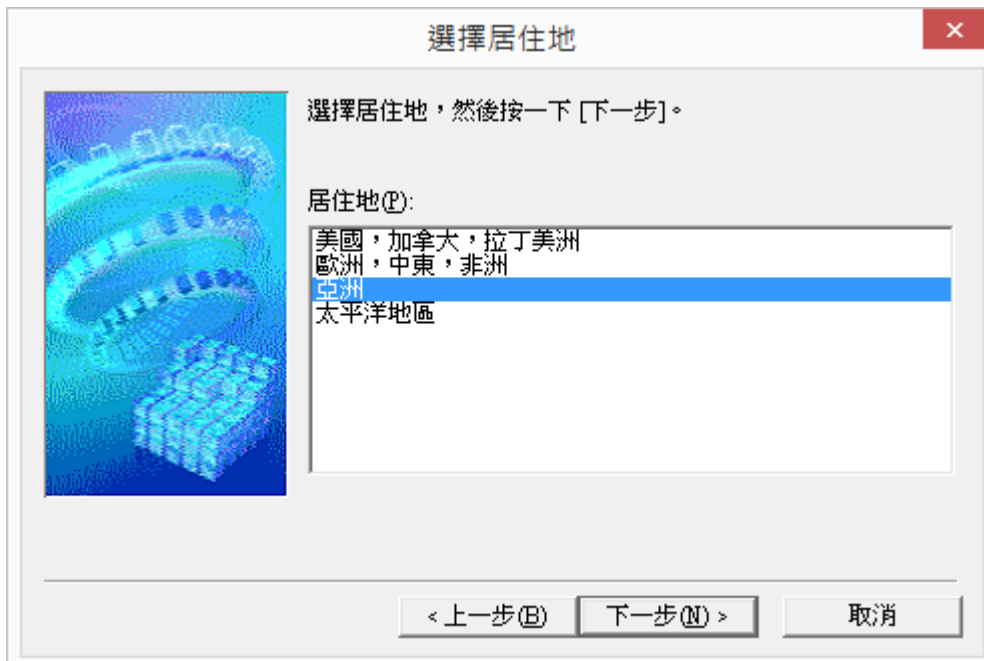 選擇居住地
選擇居住地，然後按一下 [下一步]。
居住地(P):
美國，加拿大，拉丁美洲
歐洲，中東，非洲
亞洲
太平洋地區
<上一步(B)
下一步(N) >
取消